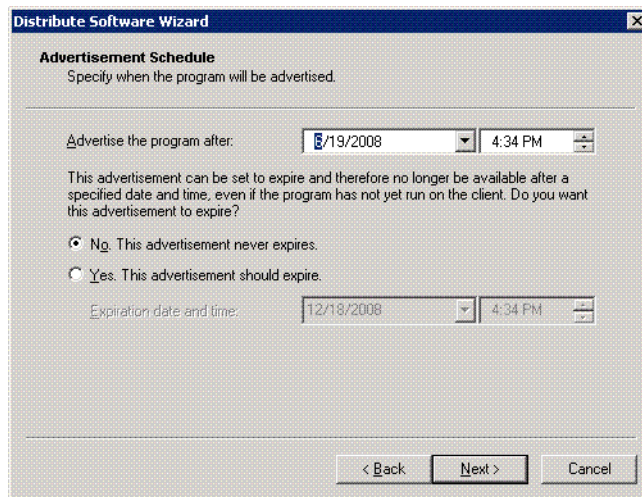 Distribute Software Wizard
Advertisement Schedule
Specify when the program will be advertised.
Advertise the program after: 6/19/2008 4:34 PM
This advertisement can be set to expire and therefore no longer be available after a
specified date and time, even if the program has not yet run on the client. Do you want
this advertisement to expire?
No. This advertisement never expires.
Yes. This advertisement should expire.
Expiration date and time: 12/18/2008 4:34 PM
< Back Next > Cancel